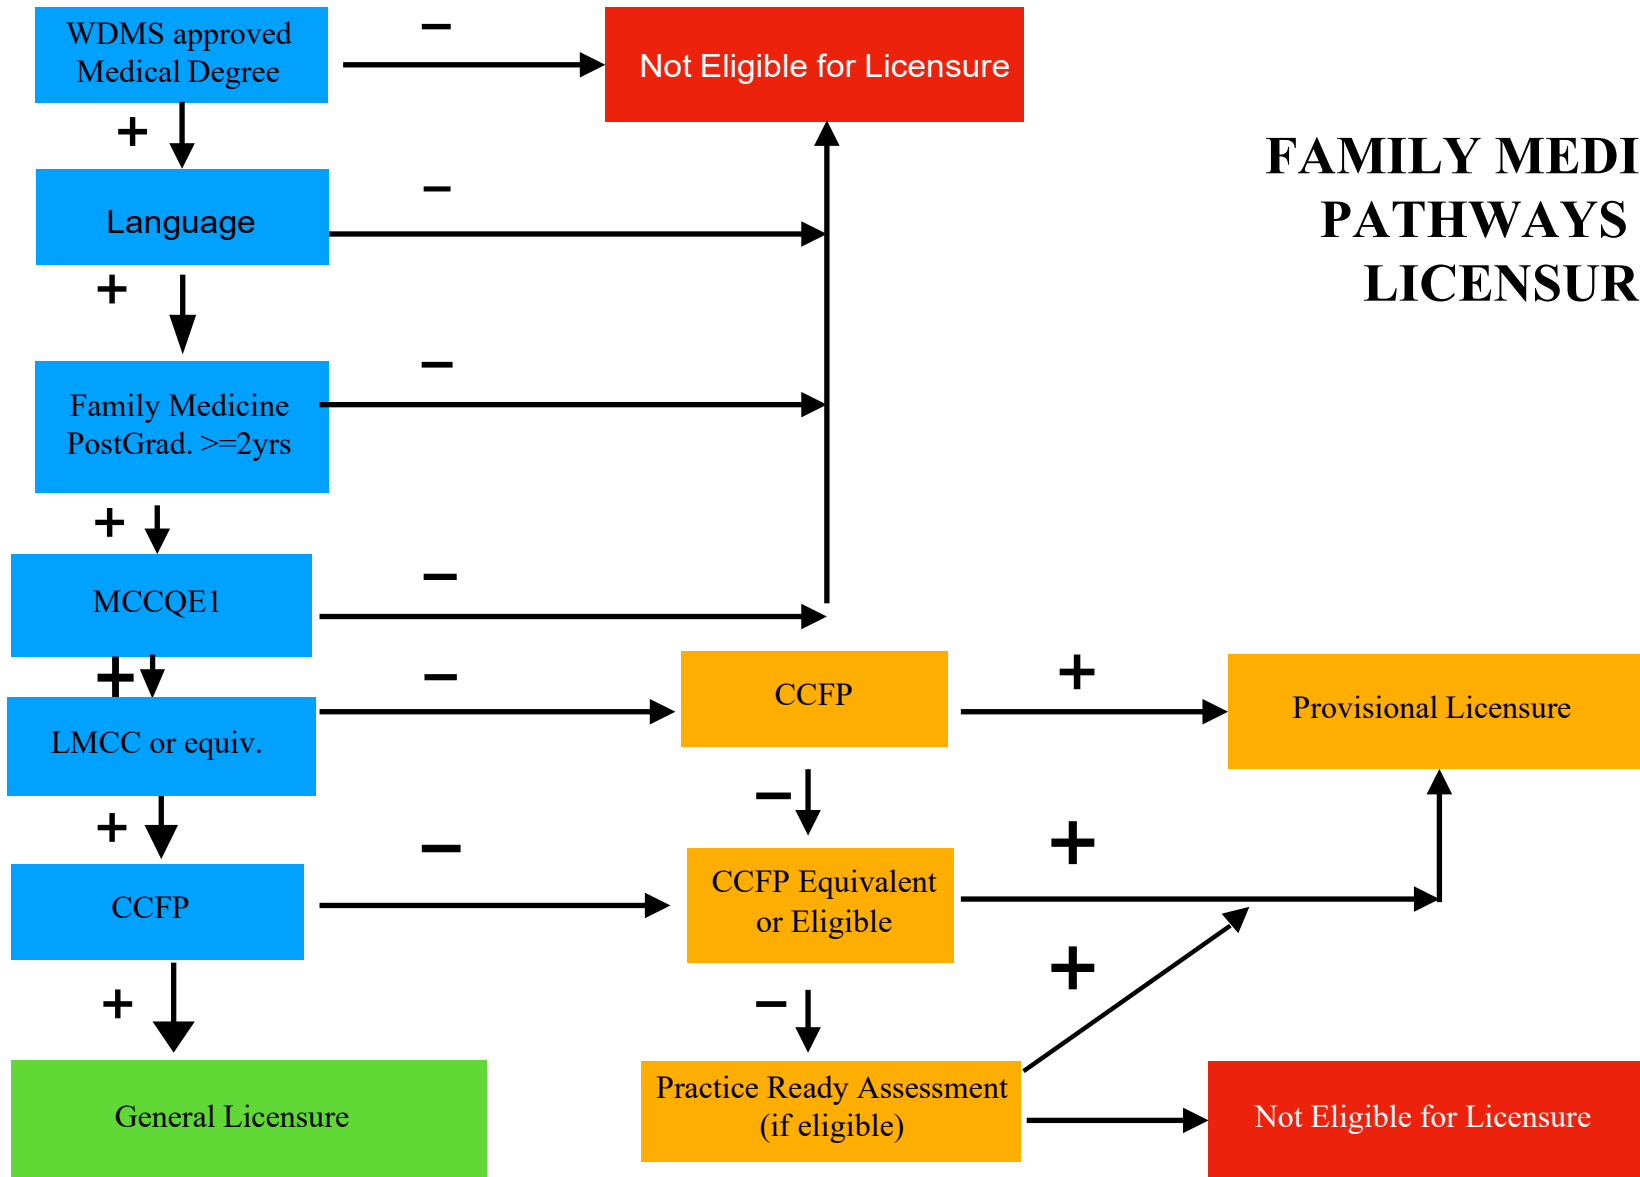 WDMS approved
Medical Degree
–
Not Eligible for Licensure
+
FAMILY MEDI
PATHWAYS
LICENSUR
Language
–
+
Family Medicine
PostGrad. >=2yrs
–
+
MCCQE1
–
+
LMCC or equiv.
–
CCFP
+
Provisional Licensure
+
–
CCFP
–
CCFP Equivalent
or Eligible
+
+
+
–
General Licensure
Practice Ready Assessment
(if eligible)
Not Eligible for Licensure